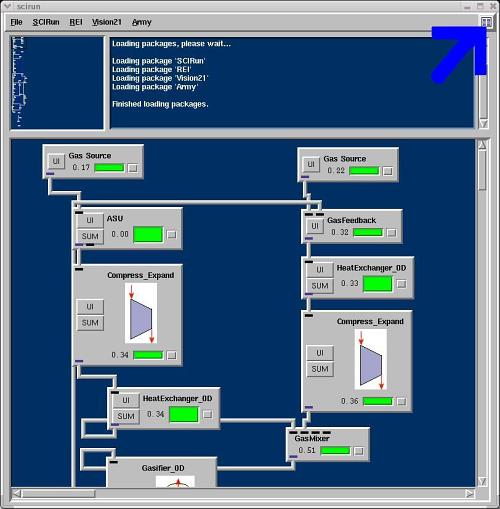 scirun
File SCIRun REI Vision21 Army
Loading packages, please wait...
Loading package 'SCIRun'
Loading package 'REI'
Loading package 'Vision21'
Loading package 'Army'
Finished loading packages.
Gas Source
UI
0.17
Gas Source
UI
0.22
ASU
UI
SUM
0.00
GasFeedback
UI
0.32
HeatExchanger_0D
UI
SUM
0.33
Compress_Expand
UI
SUM
0.34
Compress_Expand
UI
SUM
0.36
HeatExchanger_0D
UI
SUM
0.34
GasMixer
0.51
Gasifier_0D